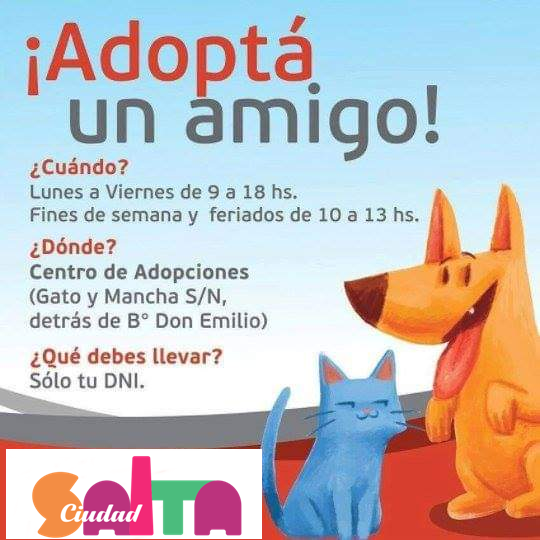 ¡Adoptá
un amigo!
¿Cuándo?
Lunes a Viernes de 9 a 18 hs.
Fines de semana y feriados de 10 a 13 hs.
¿Dónde?
Centro de Adopciones
(Gato y Mancha S/N,
detrás de B° Don Emilio)
¿Qué debes llevar?
Sólo tu DNI.
SALTA
Ciudad